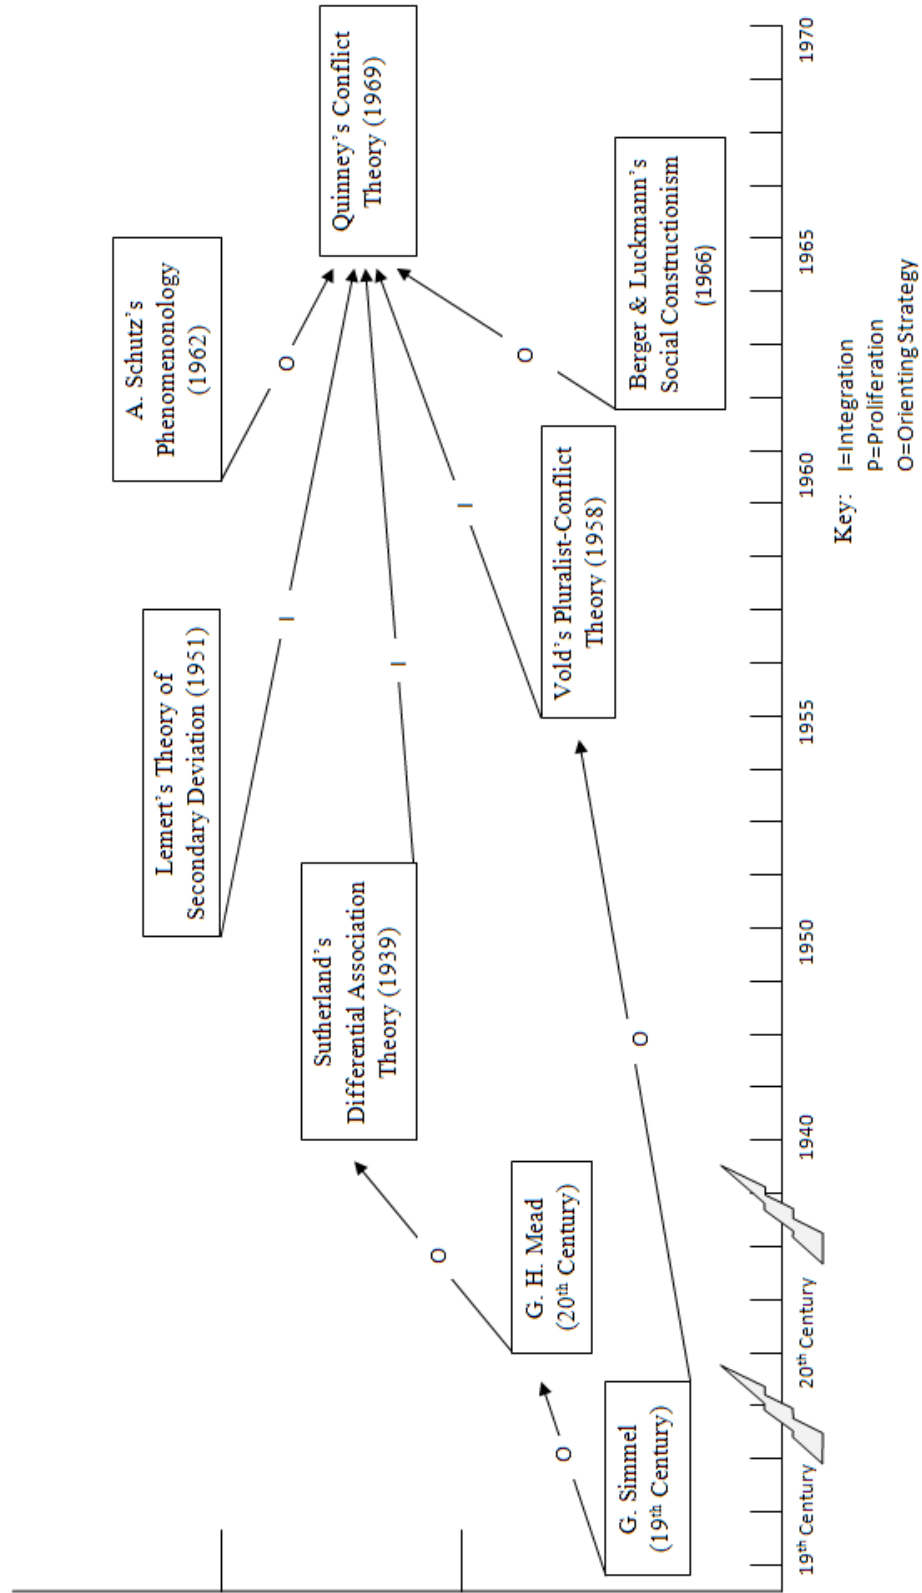 A. Schutz’s
Phenomenonology
(1962)
Lemert’s Theory of
Secondary Deviation (1951)
Quinney’s Conflict
Theory (1969)
Sutherland’s
Differential Association
Theory (1939)
G. H. Mead
(20th Century)
Vold’s Pluralist-Conflict
Theory (1958)
G. Simmel
(19th Century)
Berger & Luckmann’s
Social Constructionism
(1966)
O
I
I
I
O
O
O
O
19th Century
20th Century
1940
1950
1955
1960
1965
1970
Key: I=Integration
P=Proliferation
O=Orienting Strategy